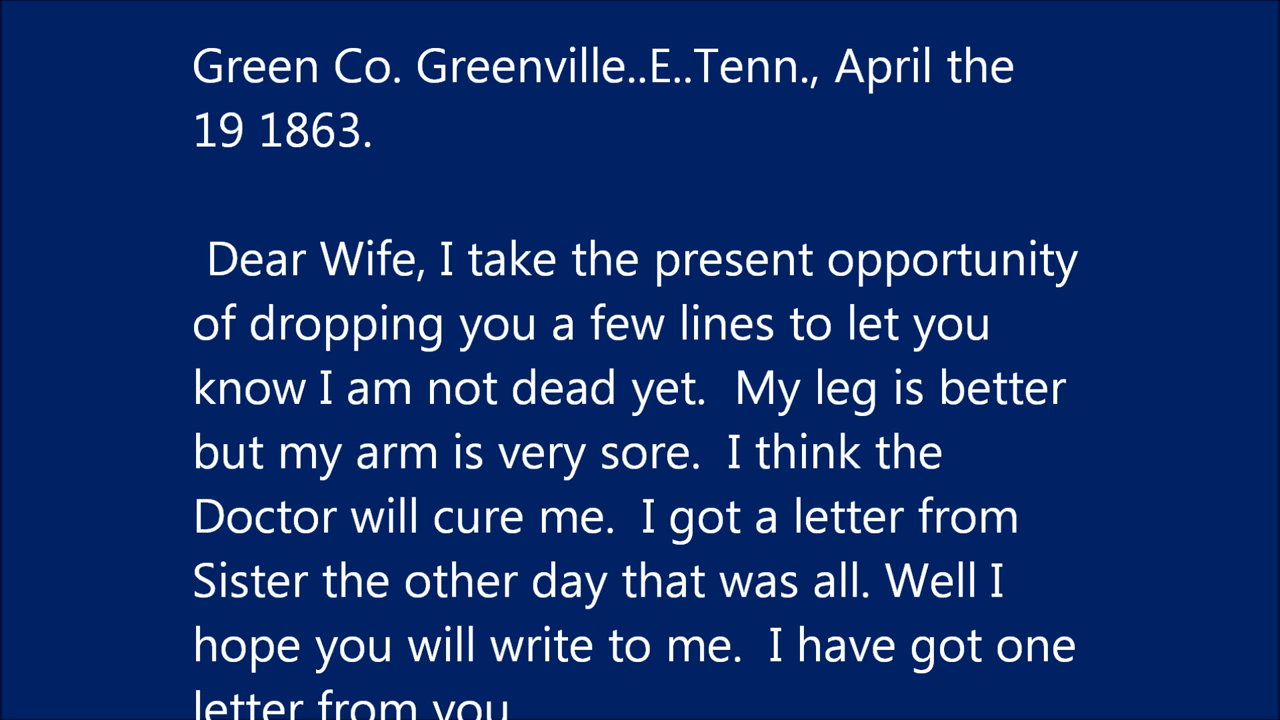 Green Co. Greenville..E..Tenn., April the
19 1863.
Dear Wife, I take the present opportunity
of dropping you a few lines to let you
know I am not dead yet.  My leg is better
but my arm is very sore.  I think the
Doctor will cure me.  I got a letter from
Sister the other day that was all. Well I
hope you will write to me.  I have got one
letter from you